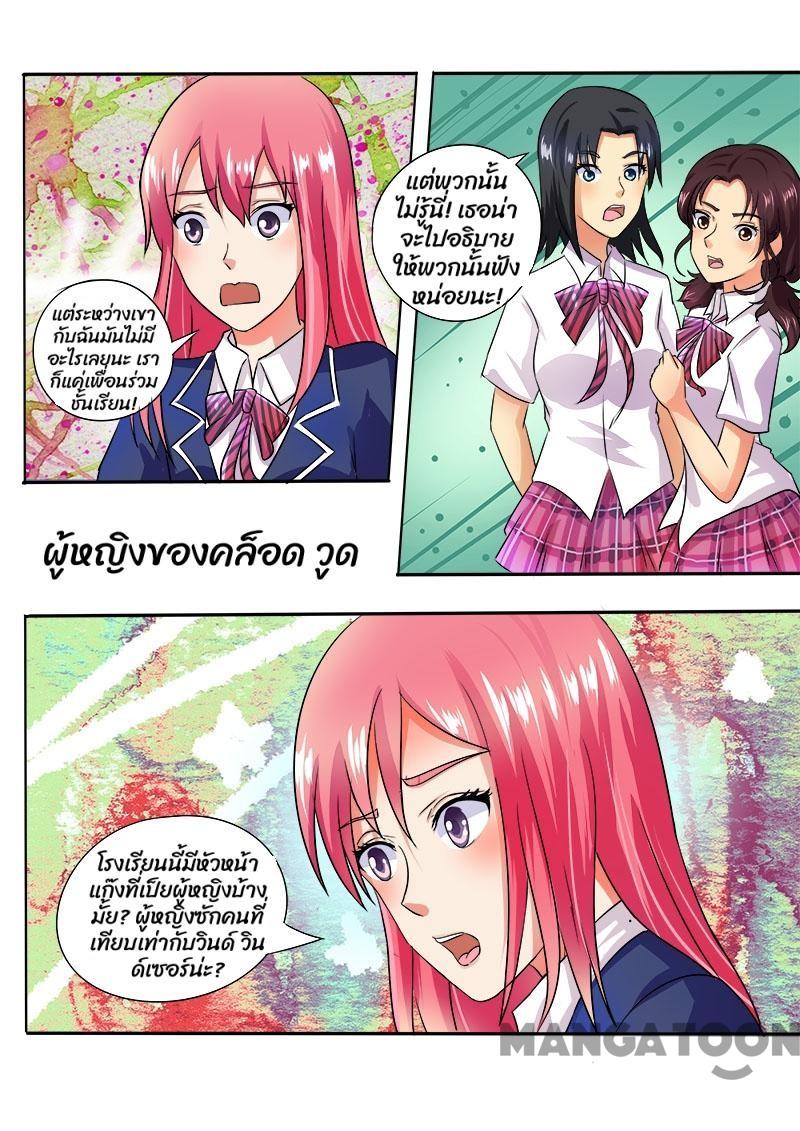 แต่ระหว่างเขา
กับฉันมันไม่มี
อะไรเลยนะ เรา
ก็แค่เพื่อนร่วม
ชั้นเรียน!
แต่พวกนั้น
ไม่รู้นี่! เธอน่า
จะไปอธิบาย
ให้พวกนั้นฟัง
หน่อยนะ!
ผู้หญิงของคล็อด วูด
โรงเรียนนี้มีหัวหน้า
แก๊งที่เป็ยผู้หญิงบ้าง
มั้ย? ผู้หญิงซักคนที่
เทียบเท่ากับวินด์ วิน
ด์เซอร์น่ะ?
MANGATOON